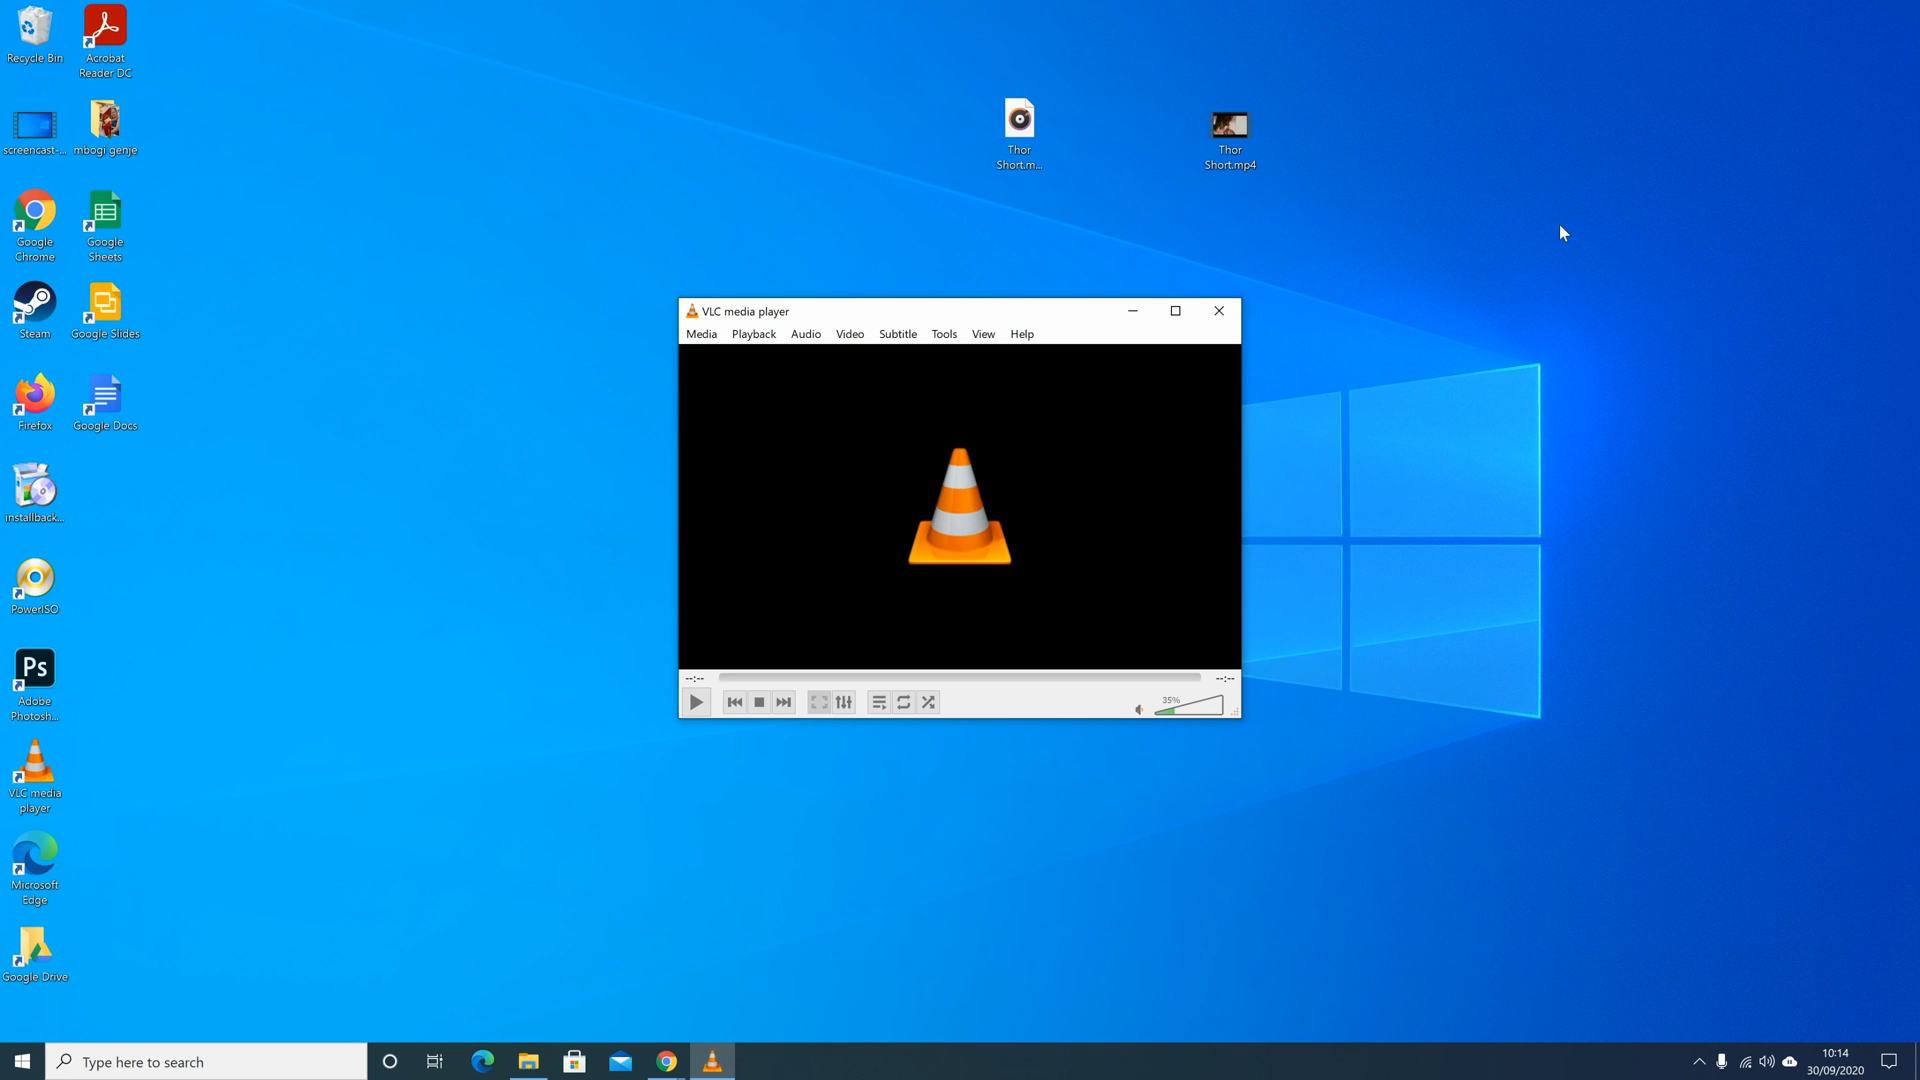 Recycle Bin
Acrobat
Reader DC
screencast-...
mbogi genje
Thor
Short.m...
Thor
Short.mp4
Google
Chrome
Google
Sheets
Steam
Google Slides
Firefox
Google Docs
installback...
PowerISO
Ps
Adobe
Photosh...
VLC media
player
Microsoft
Edge
Google Drive
VLC media player
Media Playback Audio Video Subtitle Tools View Help
--:-- --:--
35%
Type here to search
10:14
30/09/2020